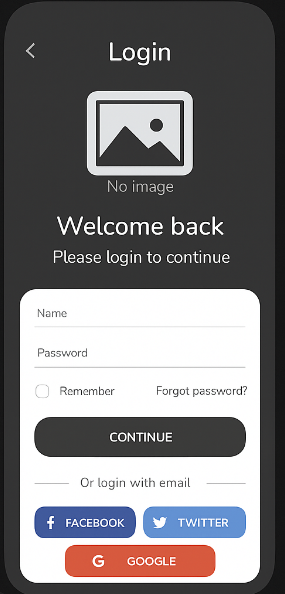 Login
No image
Welcome back
Please login to continue
Name
Password
Remember Forgot password?
CONTINUE
Or login with email
FACEBOOK TWITTER
GOOGLE